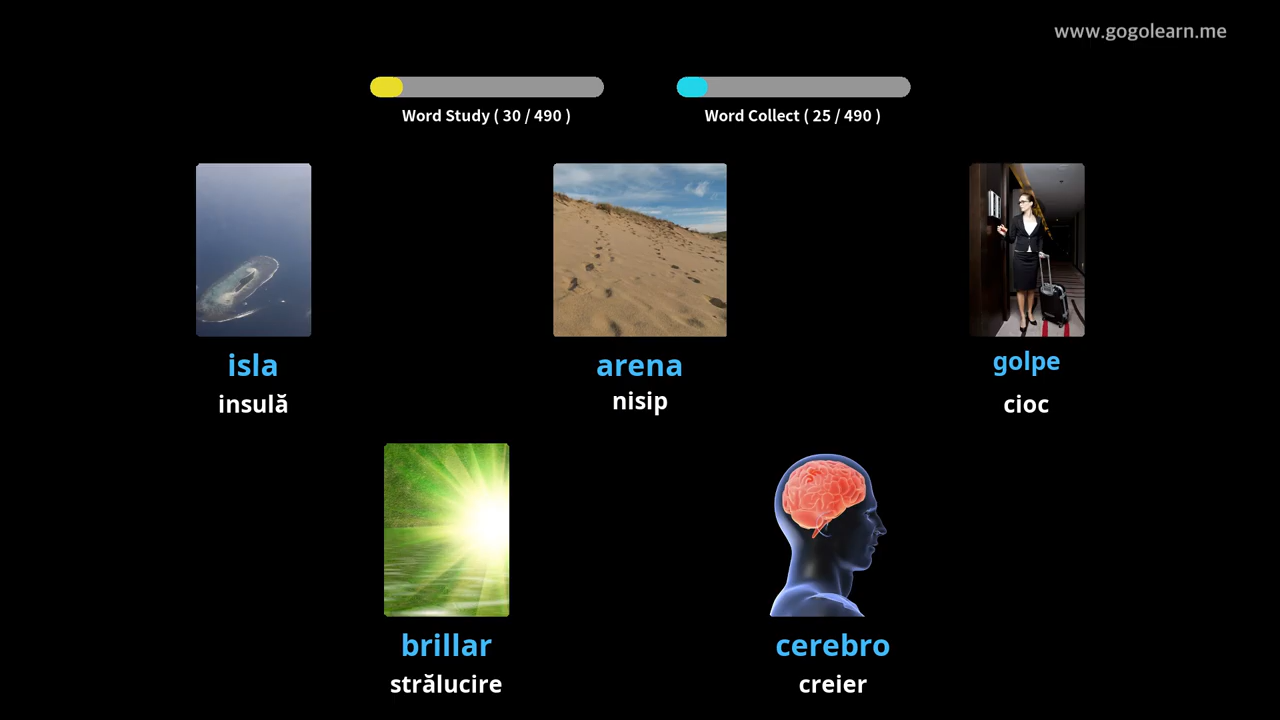 www.gogolearn.me
Word Study ( 30 / 490 )
Word Collect ( 25 / 490 )
isla
insulă
arena
nisip
golpe
cioc
brillar
strălucire
cerebro
creier